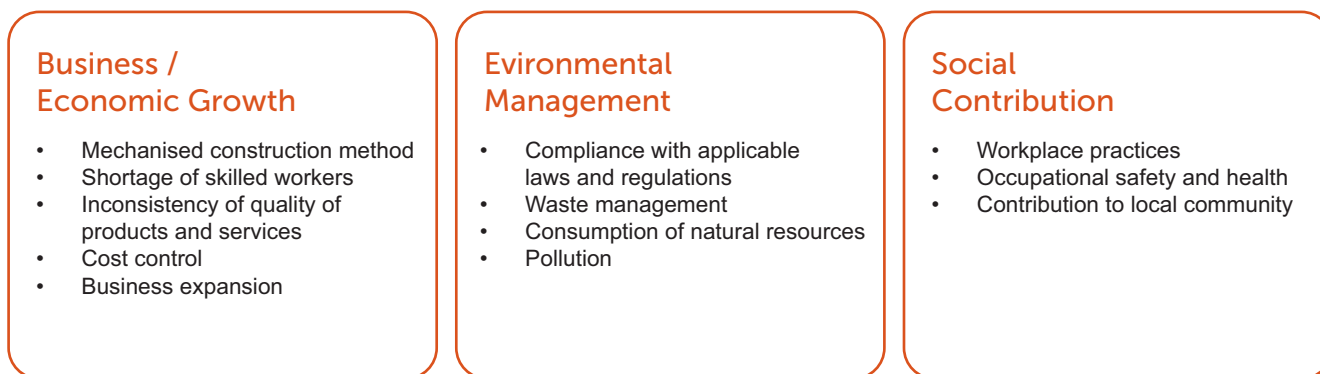 Business /
Economic Growth
• Mechanised construction method
• Shortage of skilled workers
• Inconsistency of quality of
products and services
• Cost control
• Business expansion
Evironmental
Management
• Compliance with applicable
laws and regulations
• Waste management
• Consumption of natural resources
• Pollution
Social
Contribution
• Workplace practices
• Occupational safety and health
• Contribution to local community